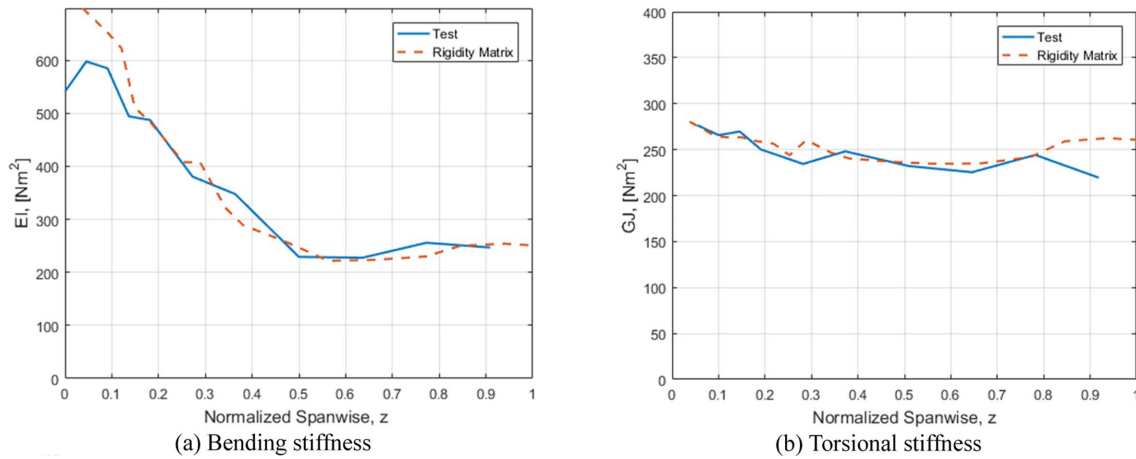 600
500
400
300
200
100
0
EI, [Nm²]
0 0.1 0.2 0.3 0.4 0.5 0.6 0.7 0.8 0.9 1
Normalized Spanwise, z
Test
Rigidity Matrix
(a) Bending stiffness
400
350
300
250
200
150
100
50
0
GJ, [Nm²]
0 0.1 0.2 0.3 0.4 0.5 0.6 0.7 0.8 0.9 1
Normalized Spanwise, z
Test
Rigidity Matrix
(b) Torsional stiffness